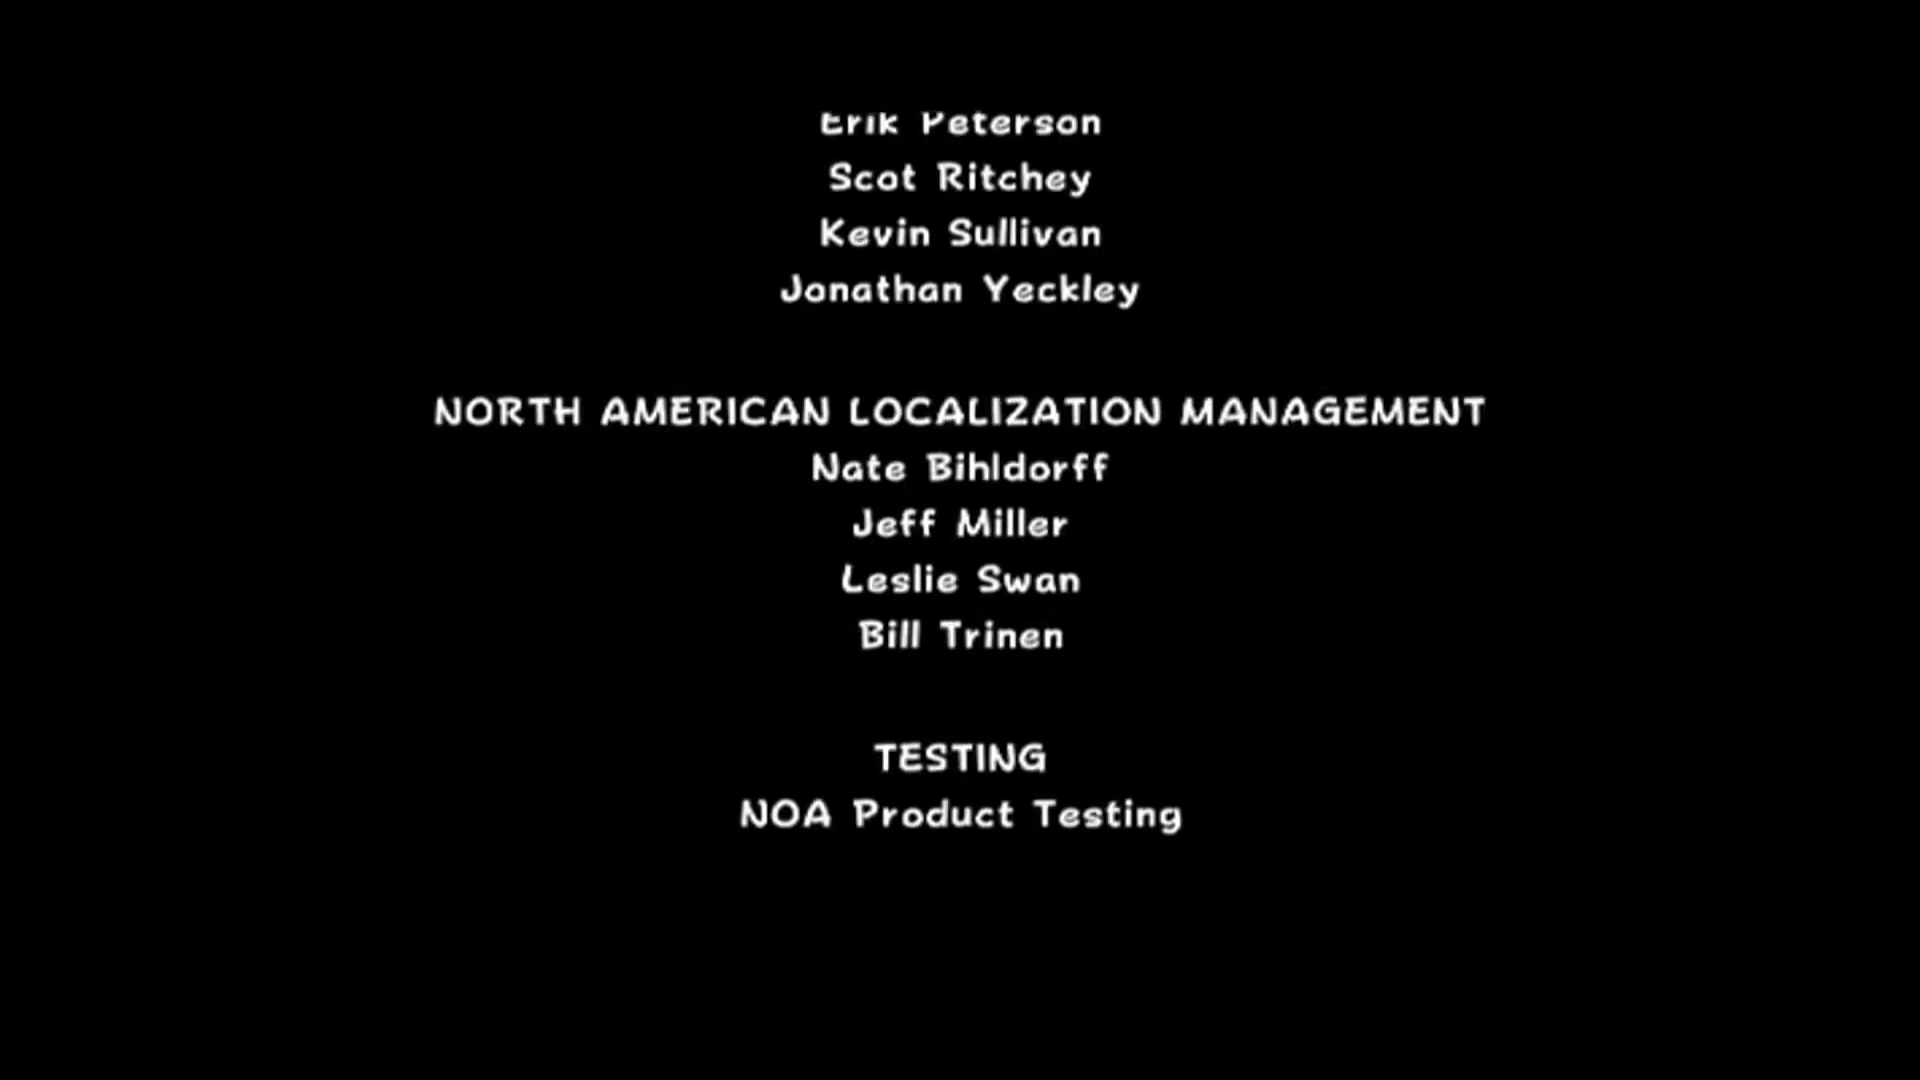 Erik Peterson
Scot Ritchey
Kevin Sullivan
Jonathan Yeckley
NORTH AMERICAN LOCALIZATION MANAGEMENT
Nate Bihldorff
Jeff Miller
Leslie Swan
Bill Trinen
TESTING
NOA Product Testing